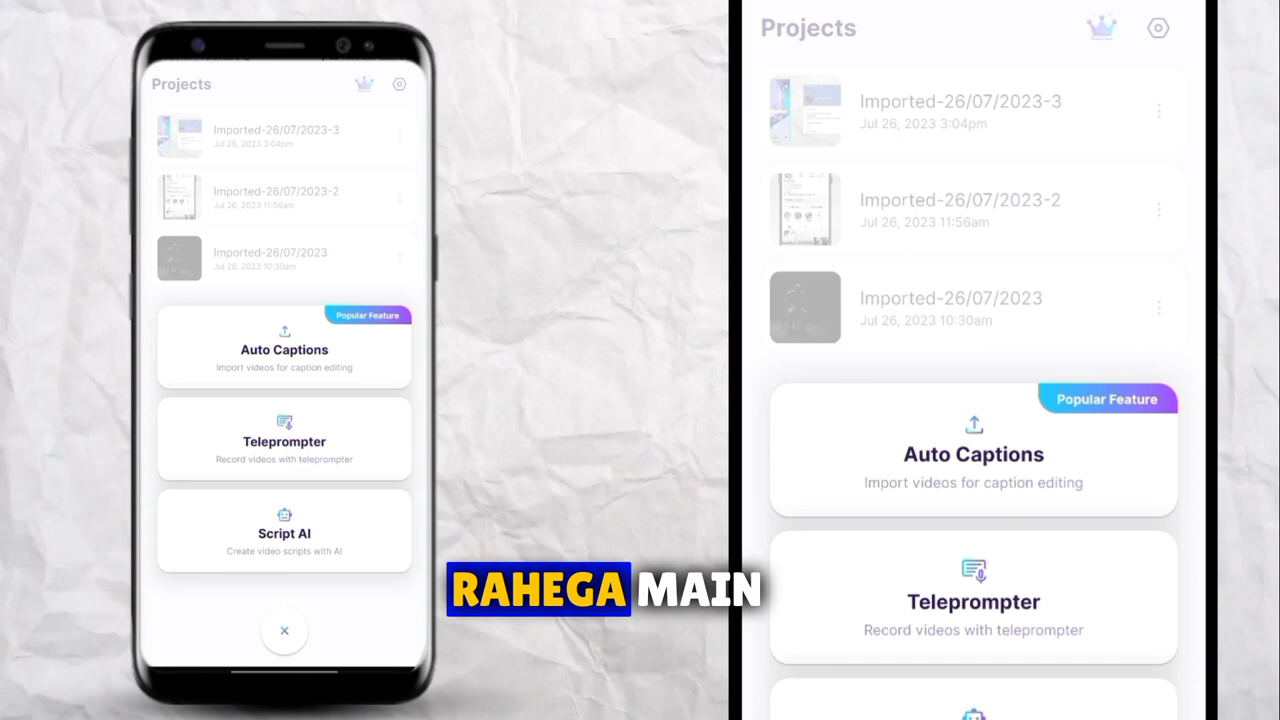 Projects
Imported-26/07/2023-3
Jul 26, 2023 3:04pm
Imported-26/07/2023-2
Jul 26, 2023 11:56am
Imported-26/07/2023
Jul 26, 2023 10:30am
Popular Feature
Auto Captions
Import videos for caption editing
Teleprompter
Record videos with teleprompter
Script AI
Create video scripts with AI
RAHEGA MAIN
Projects
Imported-26/07/2023-3
Jul 26, 2023 3:04pm
Imported-26/07/2023-2
Jul 26, 2023 11:56am
Imported-26/07/2023
Jul 26, 2023 10:30am
Popular Feature
Auto Captions
Import videos for caption editing
Teleprompter
Record videos with teleprompter